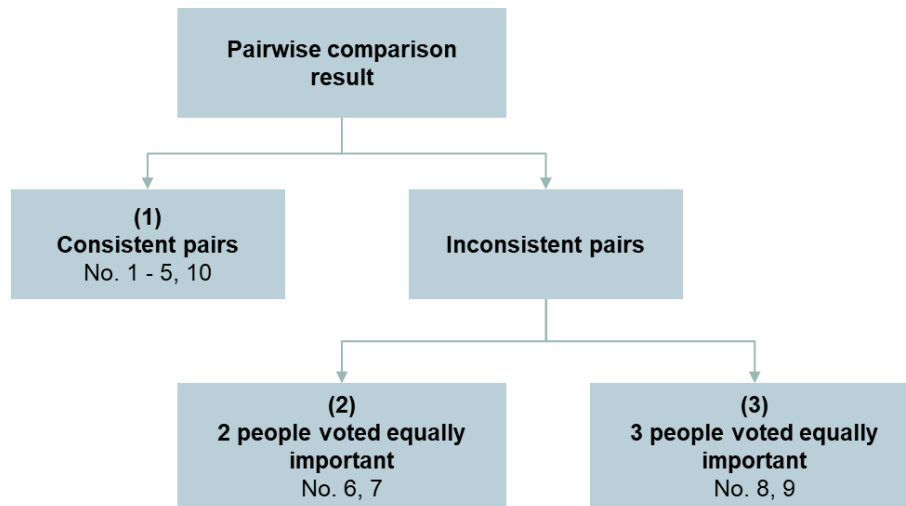 Pairwise comparison
result
(1)
Consistent pairs
No. 1 - 5, 10
Inconsistent pairs
(2)
2 people voted equally
important
No. 6, 7
(3)
3 people voted equally
important
No. 8, 9